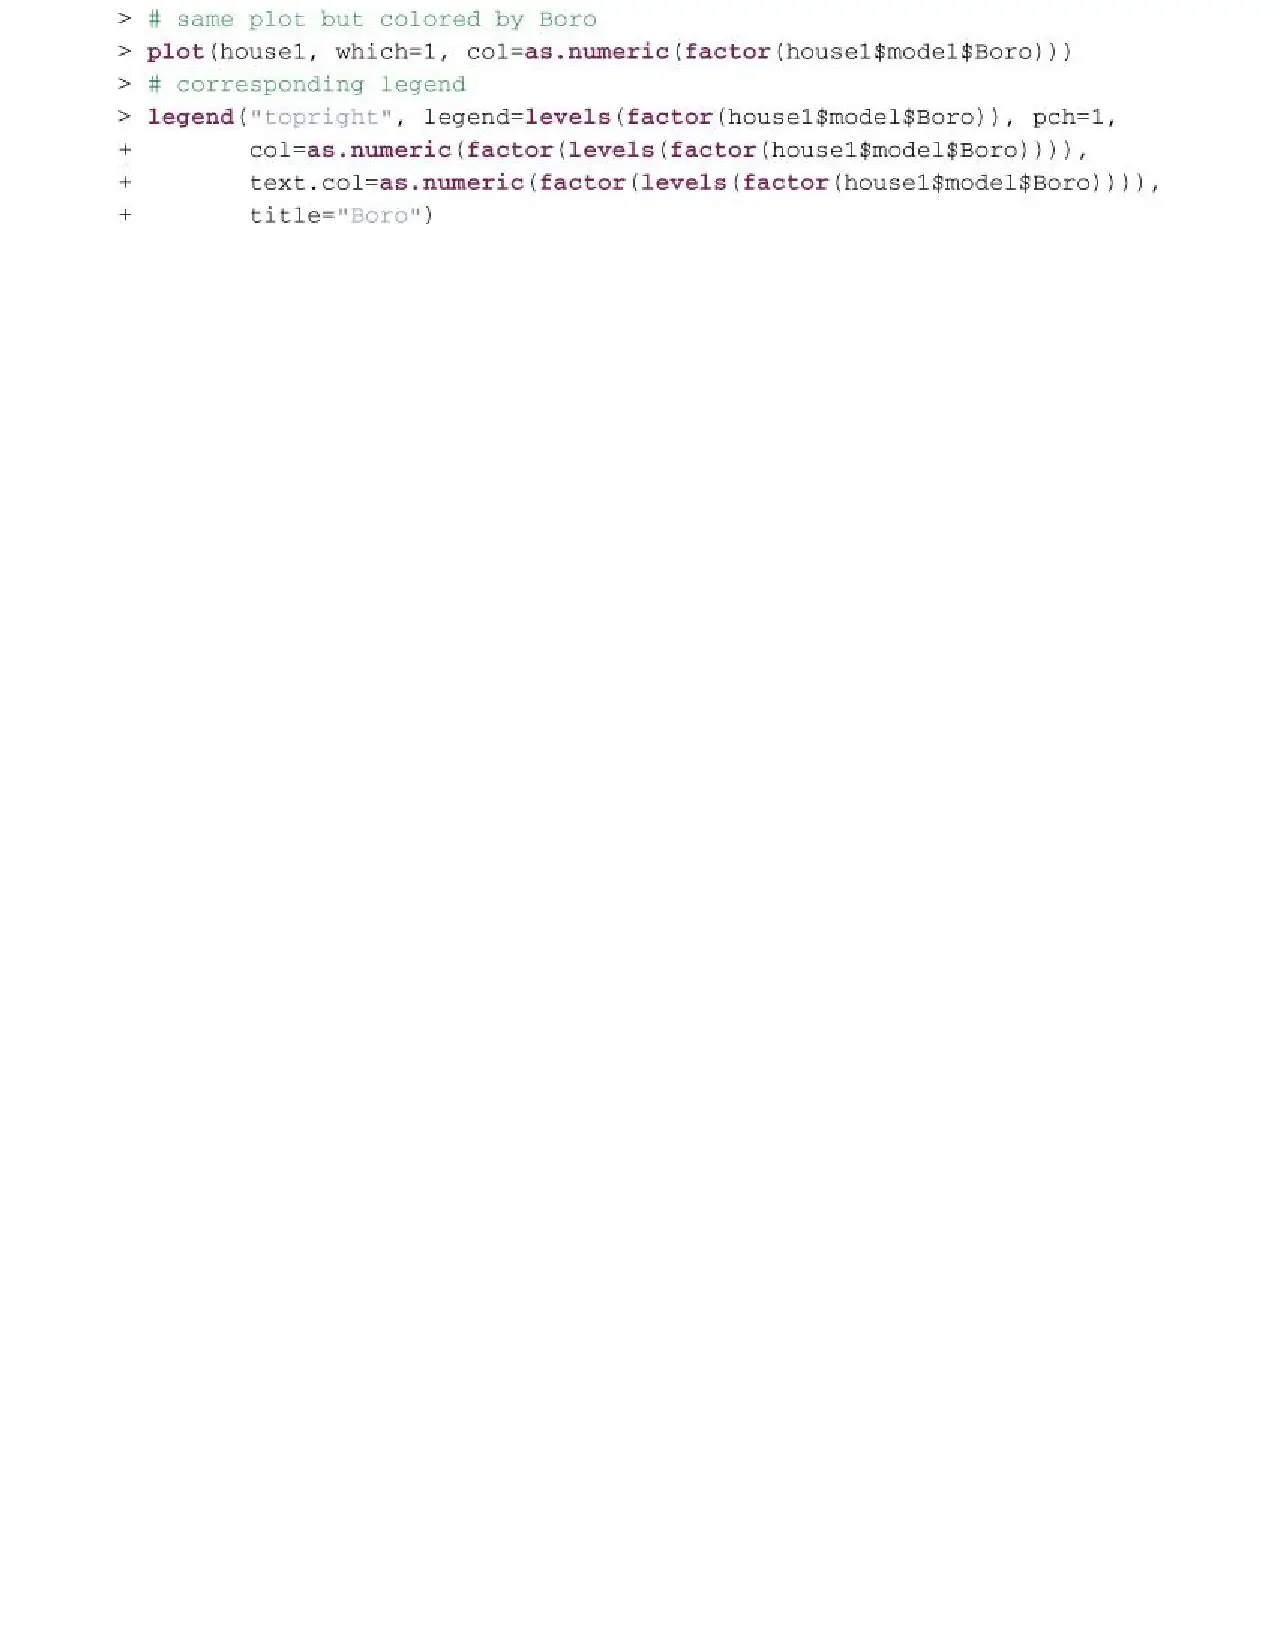 > # same plot but colored by Boro
> plot(house1, which=1, col=as.numeric(factor(house1$model$Boro)))
> # corresponding legend
> legend("topright", legend=levels(factor(house1$model$Boro)), pch=1,
+        col=as.numeric(factor(levels(factor(house1$model$Boro)))),
+        text.col=as.numeric(factor(levels(factor(house1$model$Boro)))),
+        title="Boro")